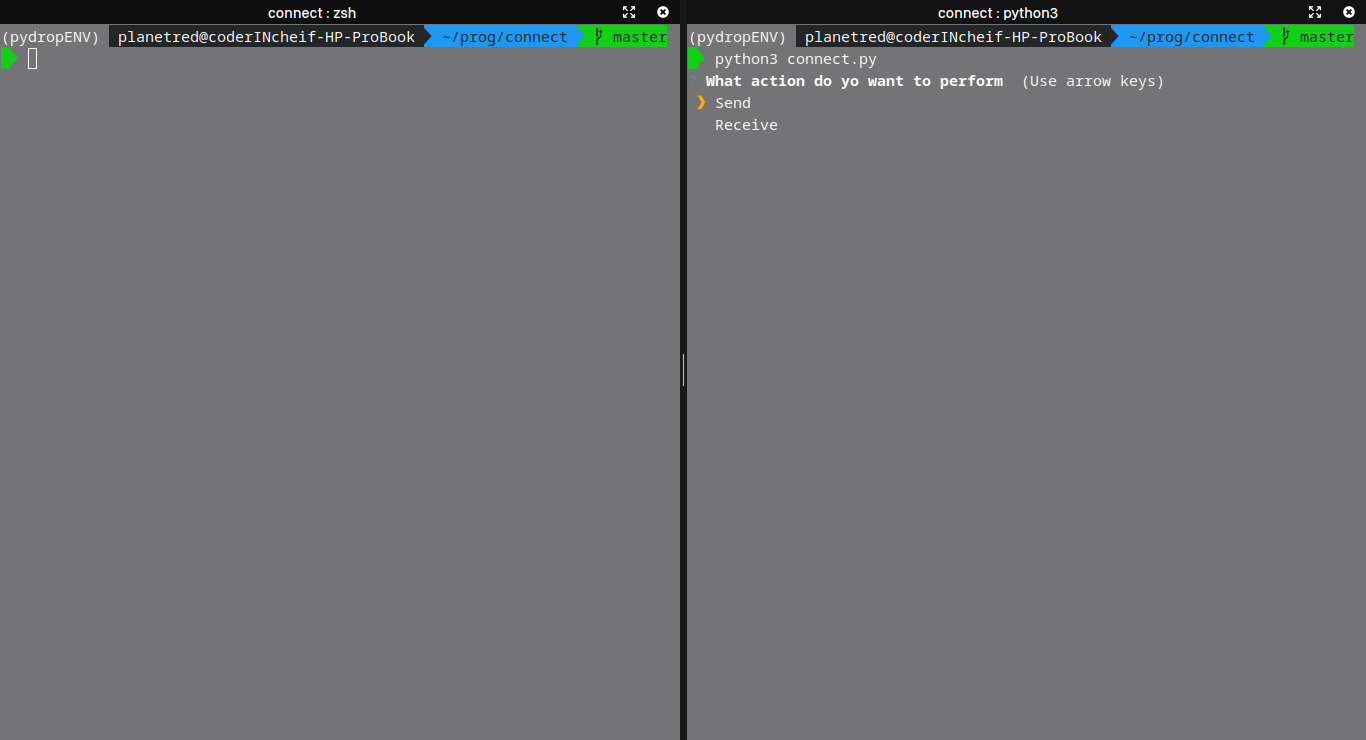 connect : zsh
(pydropENV) planetred@coderINcheif-HP-ProBook ~/prog/connect master
connect : python3
(pydropENV) planetred@coderINcheif-HP-ProBook ~/prog/connect master
python3 connect.py
? What action do yo want to perform (Use arrow keys)
❯ Send
Receive